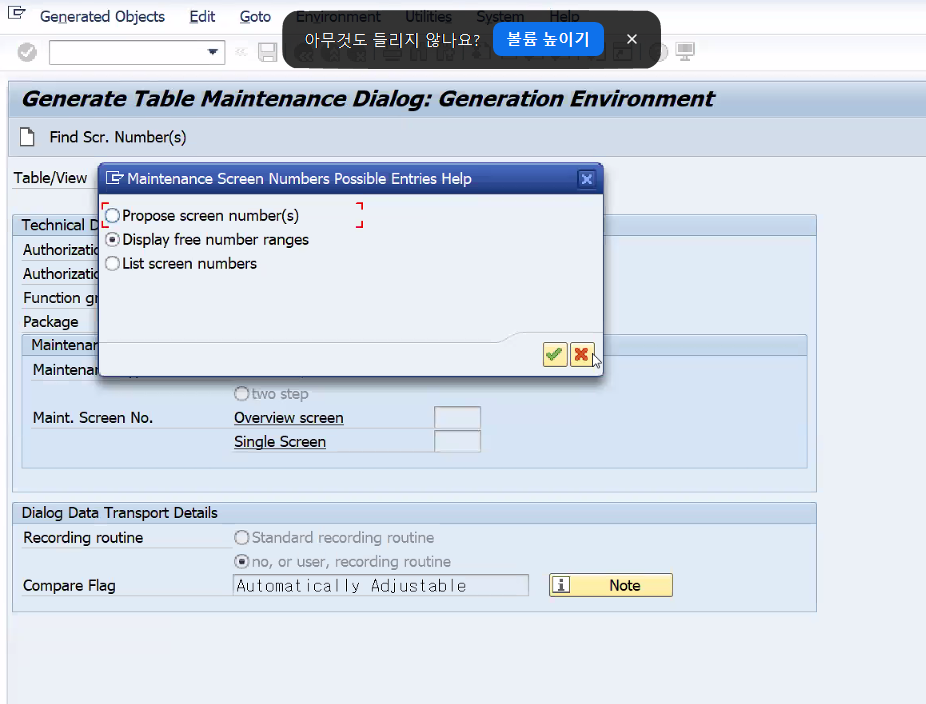 Generated Objects Edit Goto Environment Utilities System Help
아무것도 들리지 않나요? 볼륨 높이기
Generate Table Maintenance Dialog: Generation Environment
Find Scr. Number(s)
Table/View
Maintenance Screen Numbers Possible Entries Help
Propose screen number(s)
Display free number ranges
List screen numbers
Technical D
Authorizatio
Authorizatio
Function gr
Package
Maintenan
Maintenan
two step
Maint. Screen No. Overview screen
Single Screen
Dialog Data Transport Details
Recording routine Standard recording routine
no, or user, recording routine
Compare Flag Automatically Adjustable Note